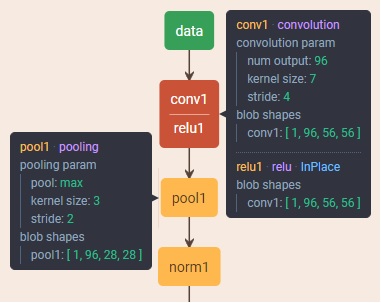 data
conv1
relu1
conv1 · convolution
convolution param
num output: 96
kernel size: 7
stride: 4
blob shapes
conv1: [ 1, 96, 56, 56 ]
relu1 · relu · InPlace
blob shapes
conv1: [ 1, 96, 56, 56 ]
pool1 · pooling
pooling param
pool: max
kernel size: 3
stride: 2
blob shapes
pool1: [ 1, 96, 28, 28 ]
pool1
norm1